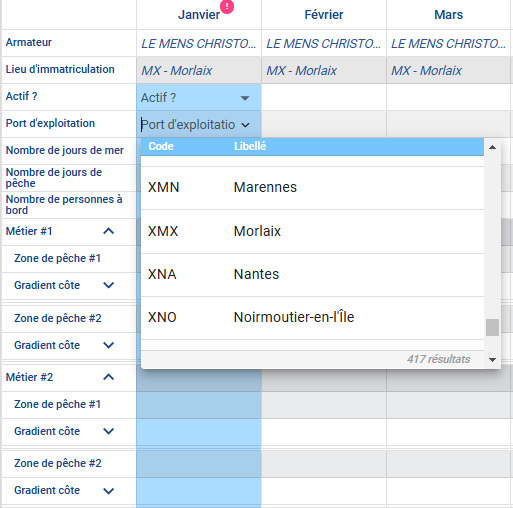 Janvier ! Février Mars
Armateur LE MENS CHRISTO... LE MENS CHRISTO... LE MENS CHRISTO...
Lieu d'immatriculation MX - Morlaix MX - Morlaix MX - Morlaix
Actif ? Actif ?
Port d'exploitation Port d'exploitatio
Code Libellé
Nombre de jours de mer
Nombre de jours de pêche
Nombre de personnes à bord
XMN Marennes
XMX Morlaix
XNA Nantes
XNO Noirmoutier-en-l'Île
417 résultats
Métier #1
Zone de pêche #1
Gradient côte
Zone de pêche #2
Gradient côte
Métier #2
Zone de pêche #1
Gradient côte
Zone de pêche #2
Gradient côte